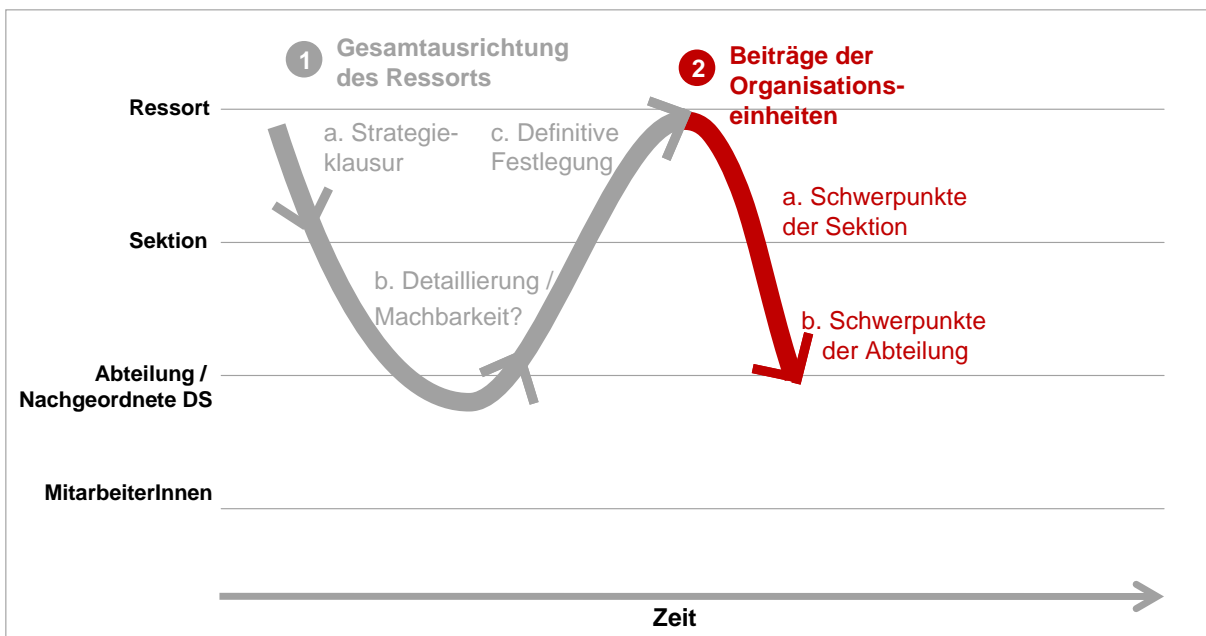 1 Gesamtausrichtung
des Ressorts
2 Beiträge der
Organisations-
einheiten
Ressort
a. Strategie-
klausur
c. Definitive
Festlegung
a. Schwerpunkte
der Sektion
Sektion
b. Detaillierung /
Machbarkeit?
b. Schwerpunkte
der Abteilung
Abteilung /
Nachgeordnete DS
MitarbeiterInnen
Zeit